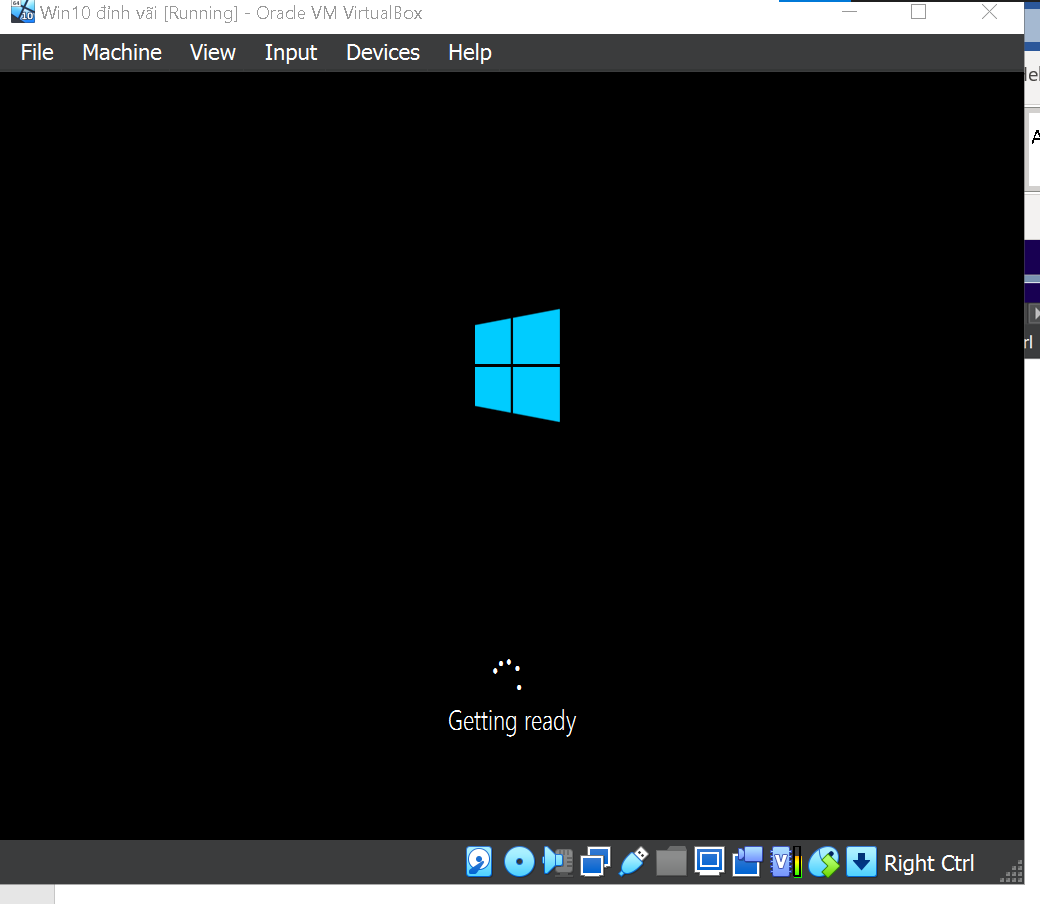 Win10 đỉnh vãi [Running] - Oracle VM VirtualBox
File Machine View Input Devices Help
Getting ready
Right Ctrl